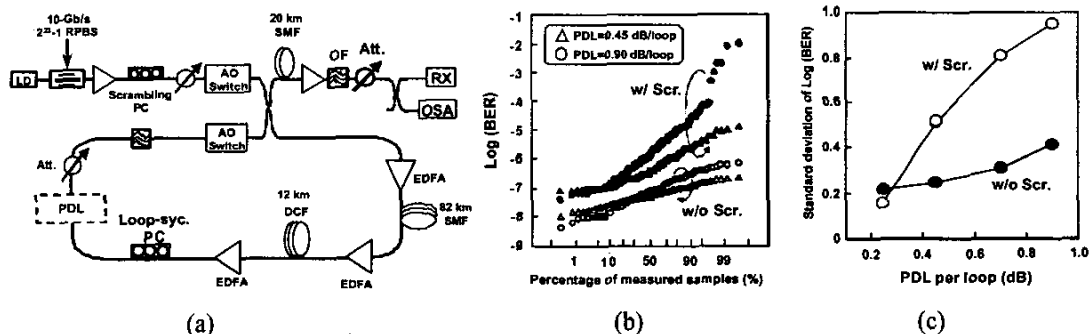 (a)
10-Gb/s
2³¹-1 RPBS
LD
Scrambling
PC
AO
Switch
20 km
SMF
OF
Att.
RX
OSA
AO
Switch
Att.
PDL
Loop-syc.
PC
EDFA
12 km
DCF
EDFA
EDFA
82 km
SMF
(a)
(b)
Log (BER)
-1
-2
-3
-4
-5
-6
-7
-8
-9
PDL=0.45 dB/loop
PDL=0.90 dB/loop
w/ Scr.
w/o Scr.
1 10 30 50 70 90 99
Percentage of measured samples (%)
(b)
(c)
Standard deviation of Log (BER)
1.0
0.8
0.6
0.4
0.2
0.0
w/ Scr.
w/o Scr.
0.2 0.4 0.6 0.8 1.0
PDL per loop (dB)
(c)